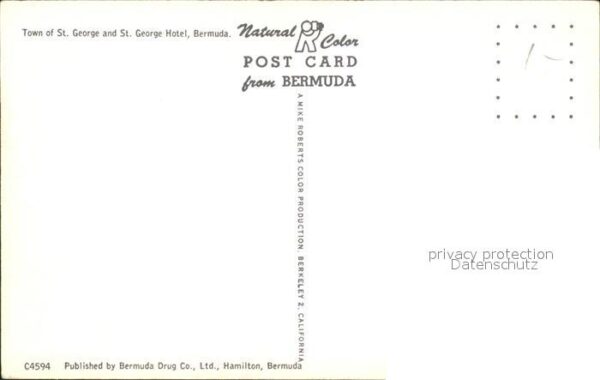 Town of St. George and St. George Hotel, Bermuda.
Natural Color
POST CARD
from BERMUDA
A MIKE ROBERTS COLOR PRODUCTION. BERKELEY 2, CALIFORNIA
privacy protection
Datenschutz
C4594 Published by Bermuda Drug Co., Ltd., Hamilton, Bermuda